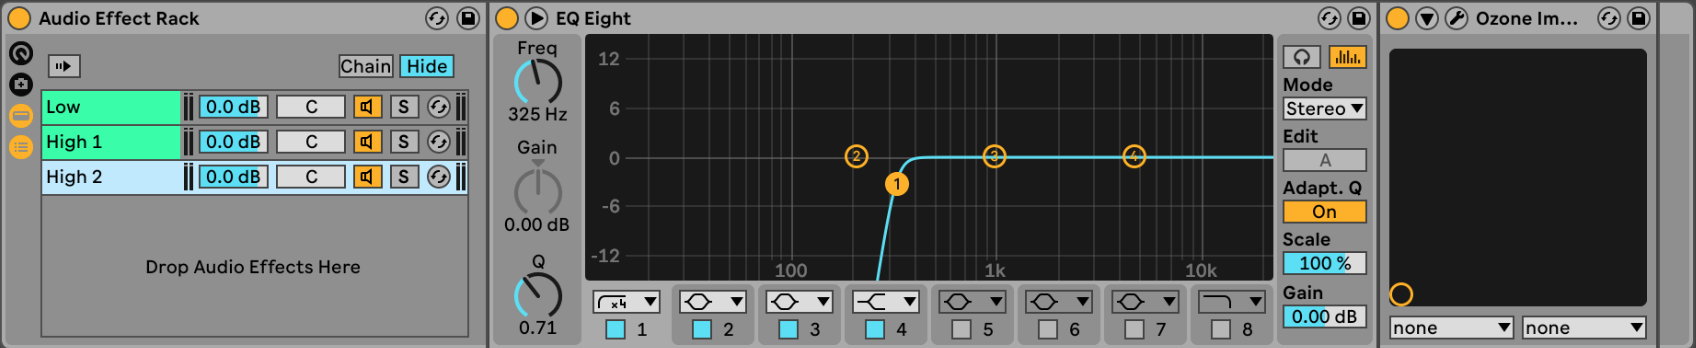 Audio Effect Rack
Chain Hide
Low 0.0 dB C S
High 1 0.0 dB C S
High 2 0.0 dB C S
Drop Audio Effects Here
EQ Eight
Freq
325 Hz
Gain
0.00 dB
Q
0.71
12
6
0
-6
-12
100 1k 10k
2 3 4
1
x4
1 2 3 4 5 6 7 8
Mode
Stereo
Edit
A
Adapt. Q
On
Scale
100 %
Gain
0.00 dB
Ozone Im...
none none